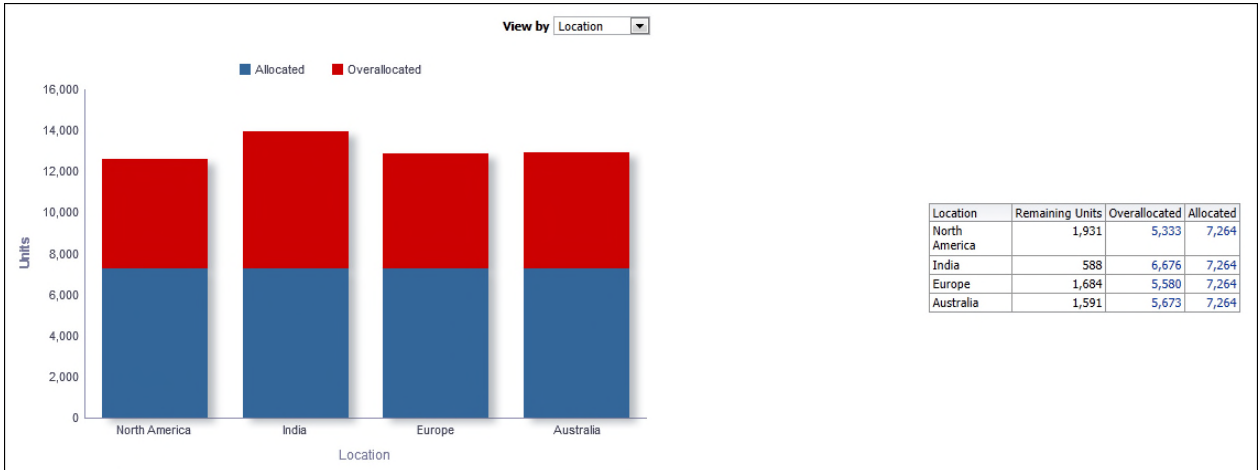 View by Location
Allocated Overallocated
16,000
14,000
12,000
10,000
8,000
6,000
4,000
2,000
0
Units
North America India Europe Australia
Location
Location Remaining Units Overallocated Allocated
North America 1,931 5,333 7,264
India 588 6,676 7,264
Europe 1,684 5,580 7,264
Australia 1,591 5,673 7,264